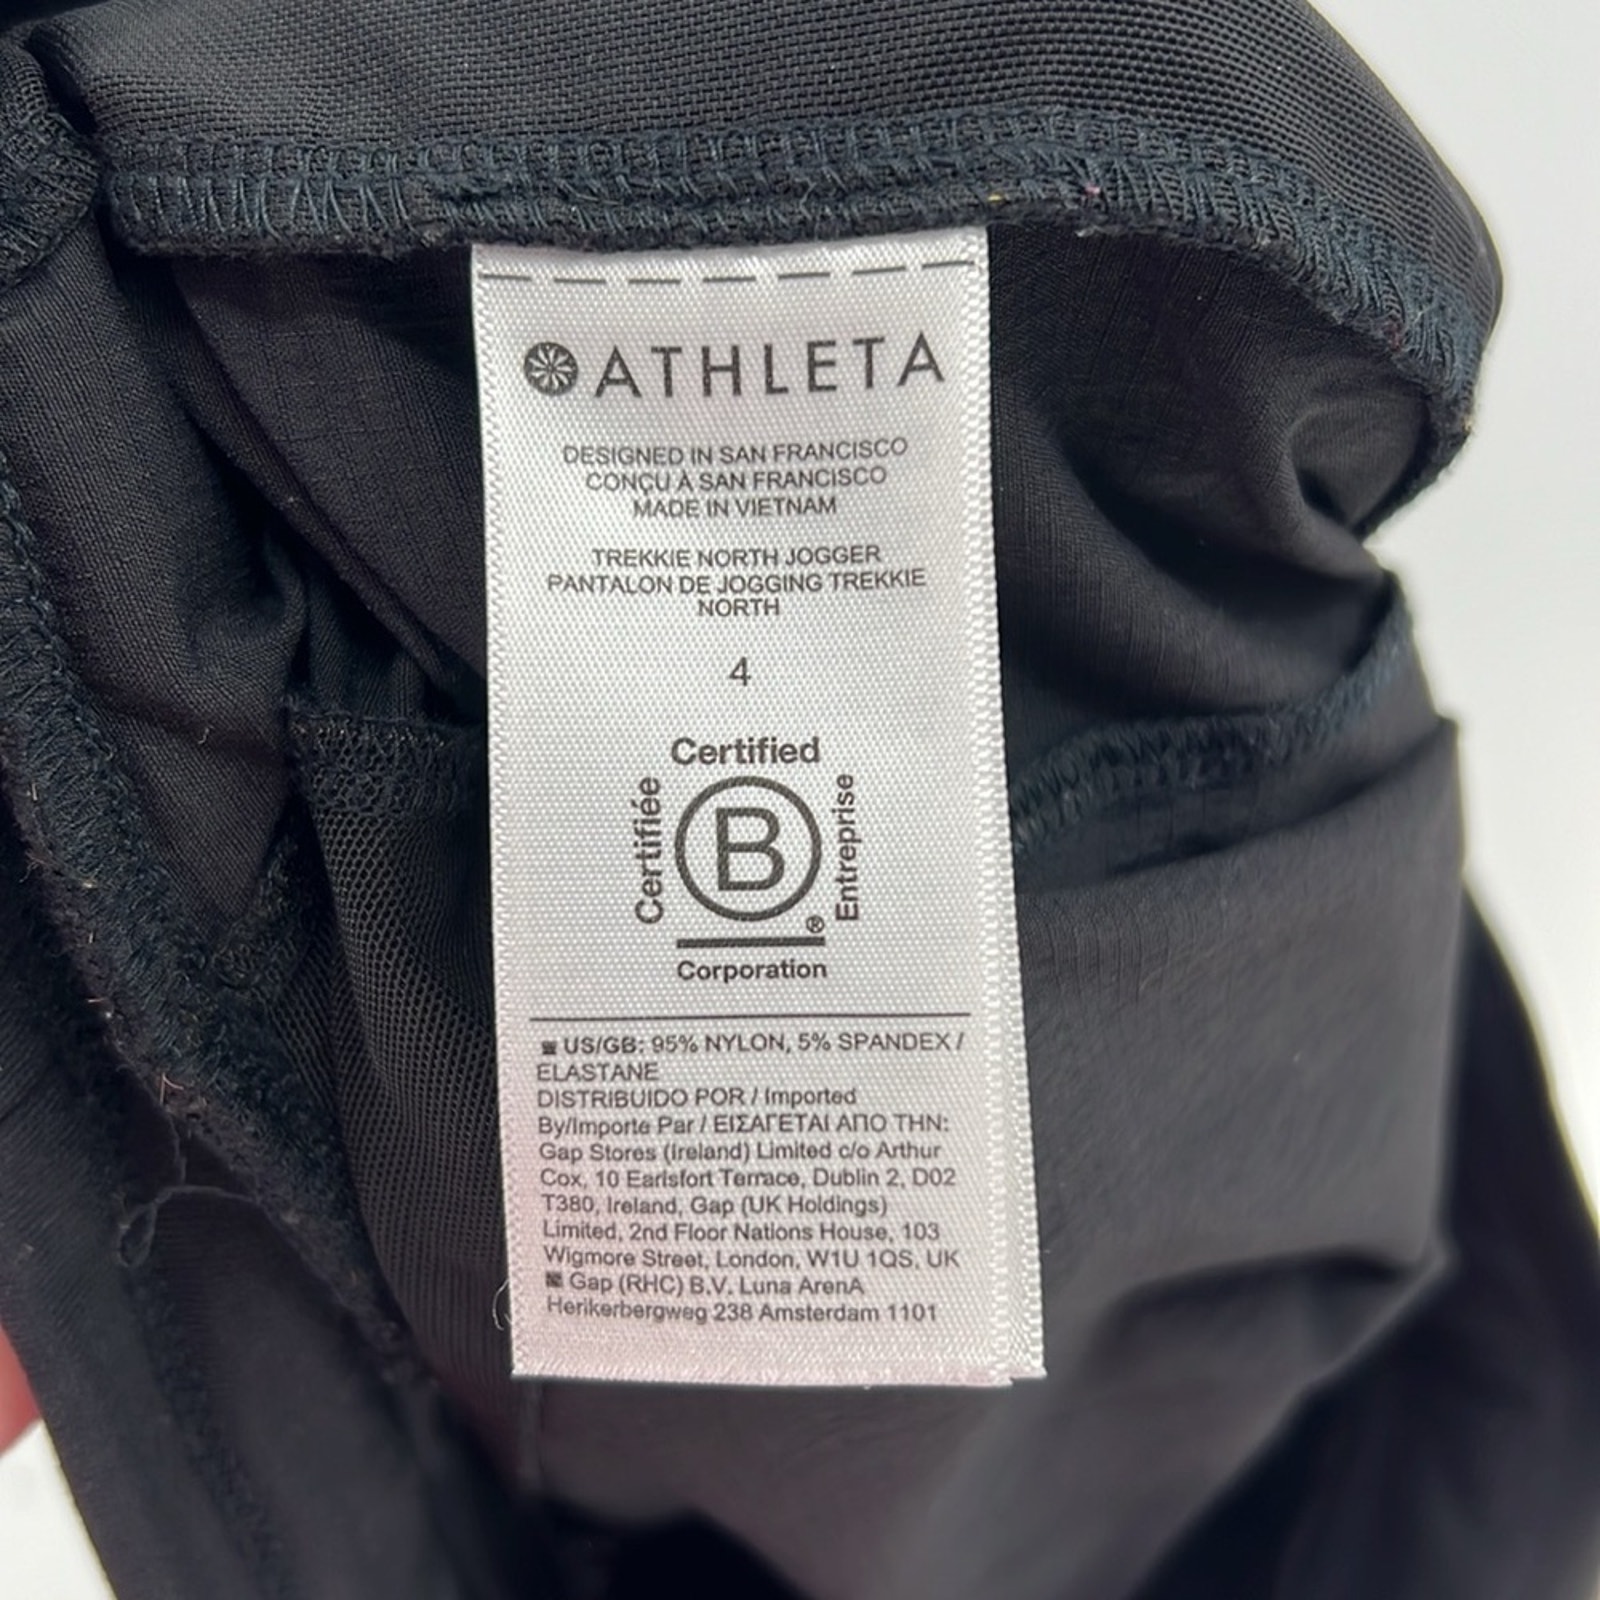 ATHLETA
DESIGNED IN SAN FRANCISCO
CONÇU À SAN FRANCISCO
MADE IN VIETNAM
TREKKIE NORTH JOGGER
PANTALON DE JOGGING TREKKIE
NORTH
4
Certified
Certifiée
B
Entreprise
®
Corporation
US/GB: 95% NYLON, 5% SPANDEX /
ELASTANE
DISTRIBUIDO POR / Imported
By/Importe Par / ΕΙΣΑΓΕΤΑΙ ΑΠΟ ΤΗΝ:
Gap Stores (Ireland) Limited c/o Arthur
Cox, 10 Earlsfort Terrace, Dublin 2, D02
T380, Ireland, Gap (UK Holdings)
Limited, 2nd Floor Nations House, 103
Wigmore Street, London, W1U 1QS, UK
Gap (RHC) B.V. Luna ArenA
Herikerbergweg 238 Amsterdam 1101